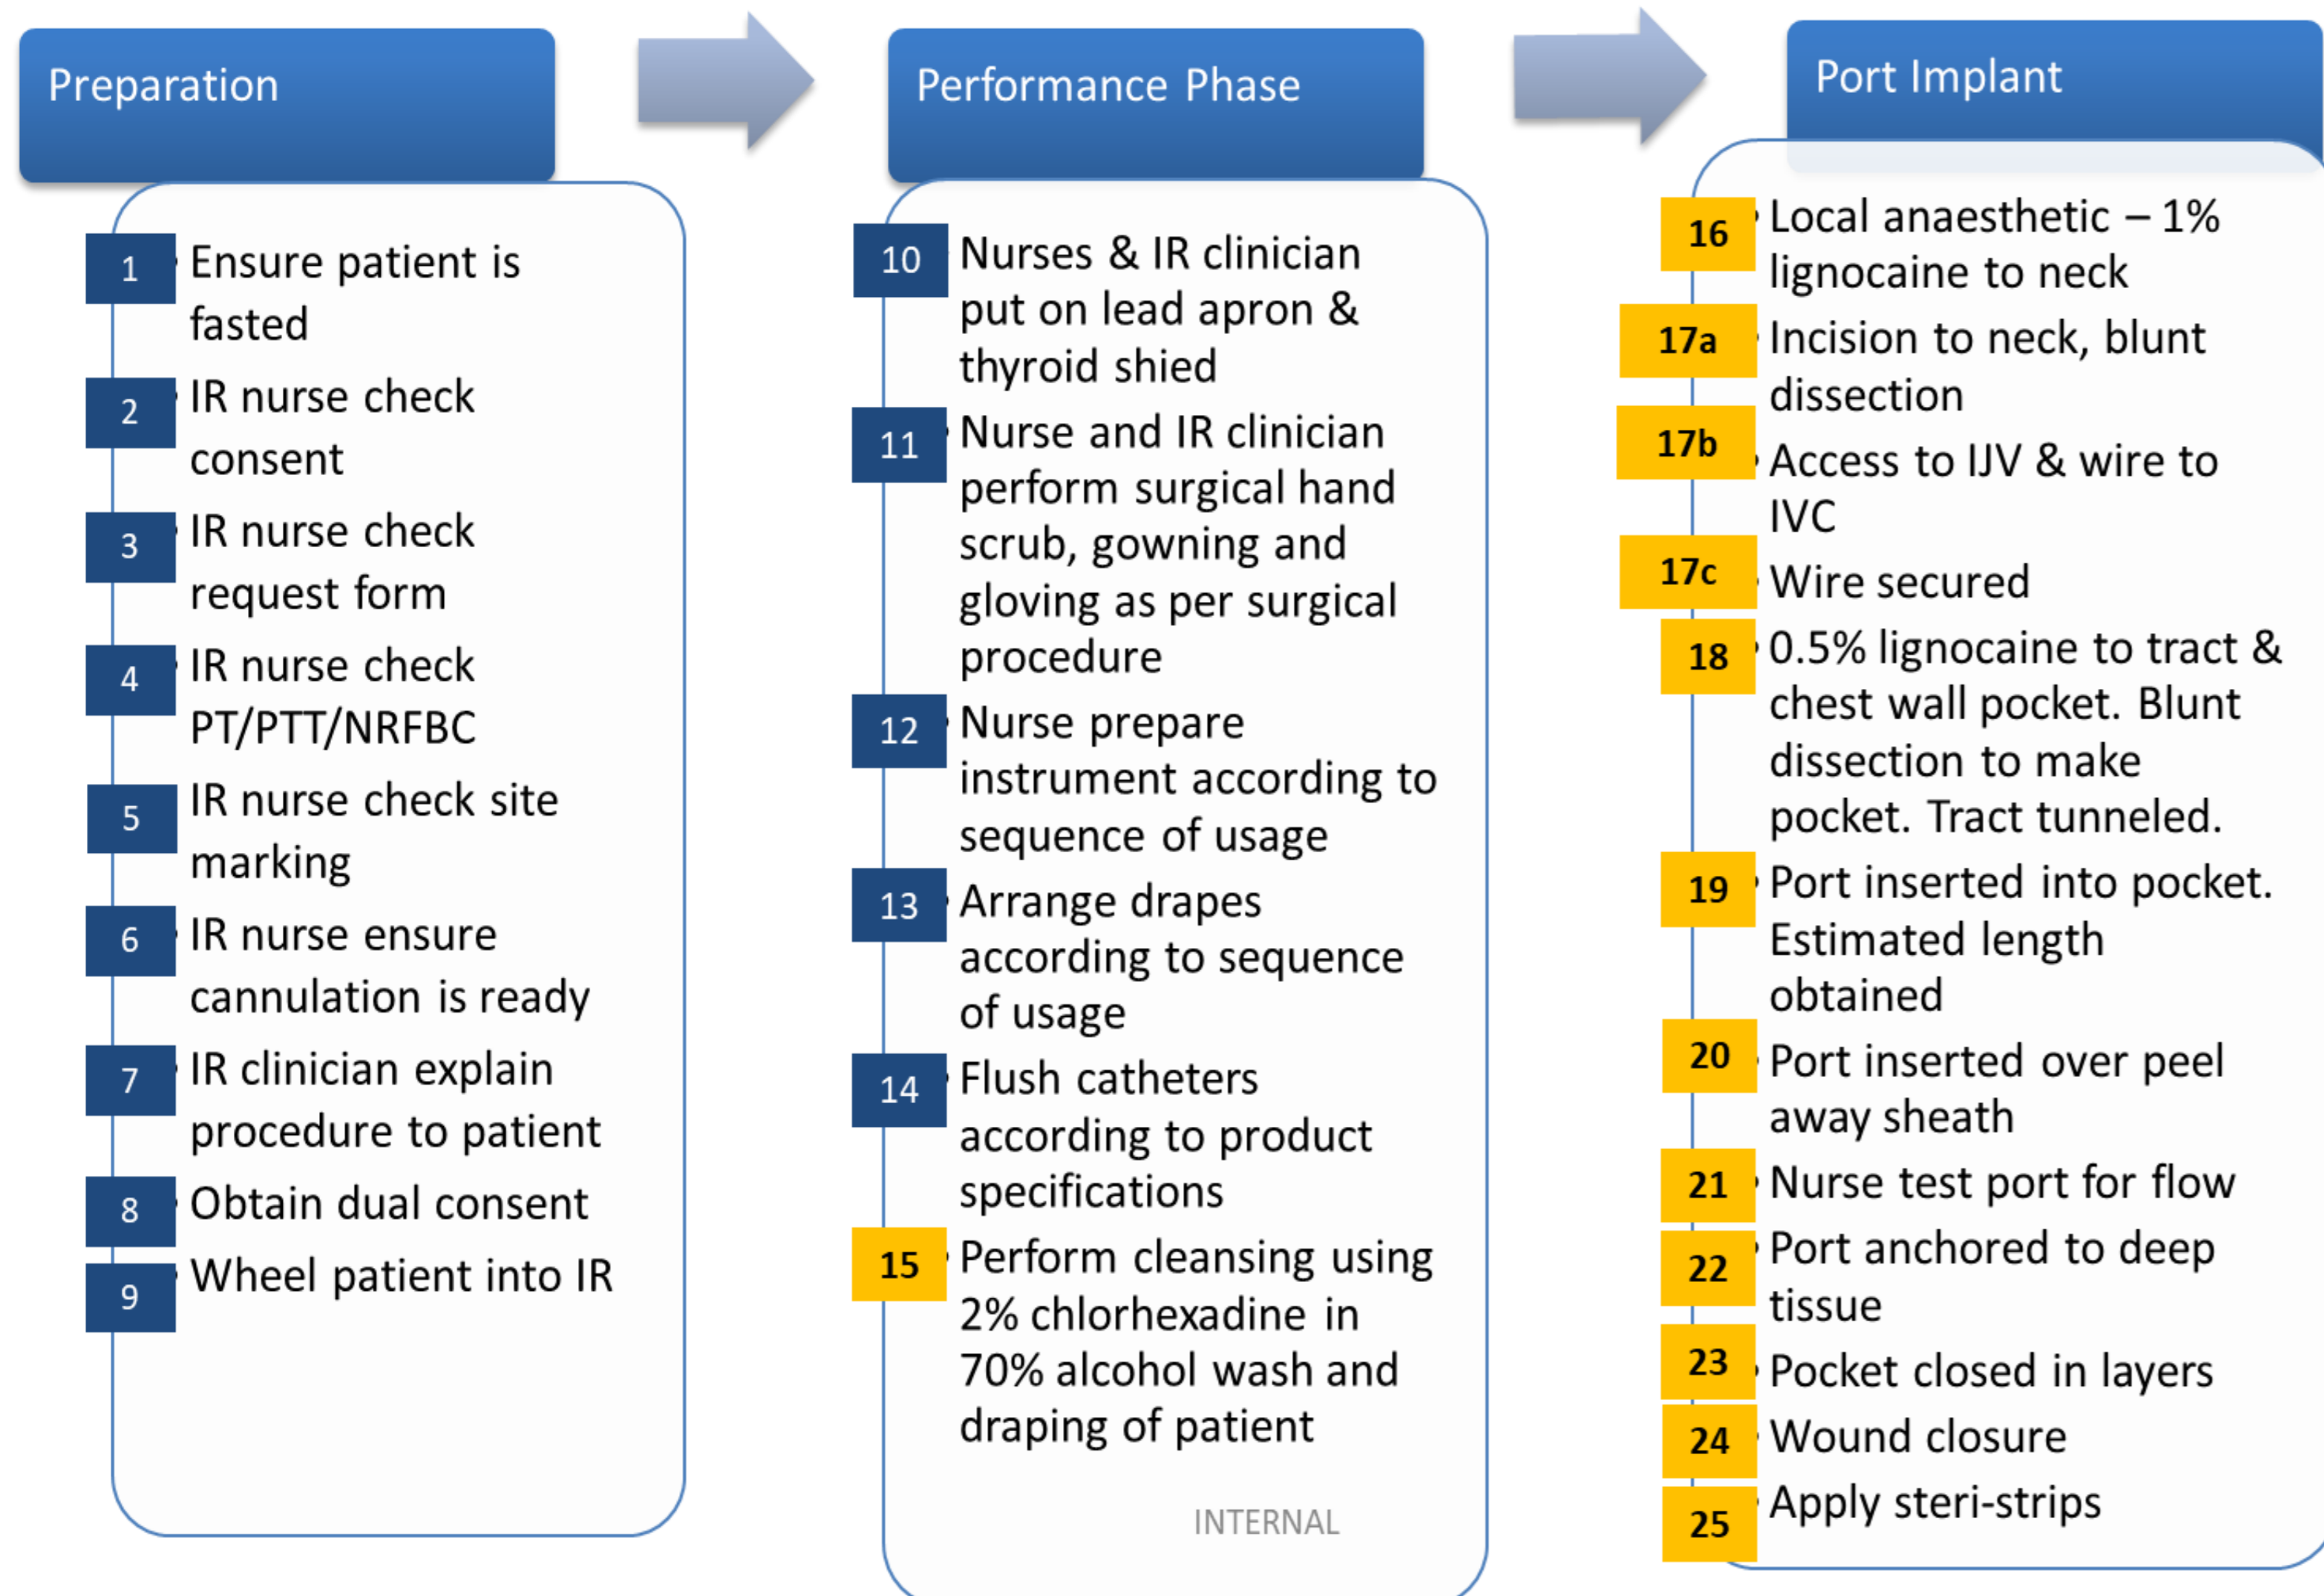 Preparation
1 Ensure patient is
fasted
2 IR nurse check
consent
3 IR nurse check
request form
4 IR nurse check
PT/PTT/NRFBC
5 IR nurse check site
marking
6 IR nurse ensure
cannulation is ready
7 IR clinician explain
procedure to patient
8 Obtain dual consent
9 Wheel patient into IR
Performance Phase
10 Nurses & IR clinician
put on lead apron &
thyroid shied
11 Nurse and IR clinician
perform surgical hand
scrub, gowning and
gloving as per surgical
procedure
12 Nurse prepare
instrument according to
sequence of usage
13 Arrange drapes
according to sequence
of usage
14 Flush catheters
according to product
specifications
15 Perform cleansing using
2% chlorhexadine in
70% alcohol wash and
draping of patient
INTERNAL
Port Implant
16 Local anaesthetic – 1%
lignocaine to neck
17a Incision to neck, blunt
dissection
17b Access to IJV & wire to
IVC
17c Wire secured
18 0.5% lignocaine to tract &
chest wall pocket. Blunt
dissection to make
pocket. Tract tunneled.
19 Port inserted into pocket.
Estimated length
obtained
20 Port inserted over peel
away sheath
21 Nurse test port for flow
22 Port anchored to deep
tissue
23 Pocket closed in layers
24 Wound closure
25 Apply steri-strips